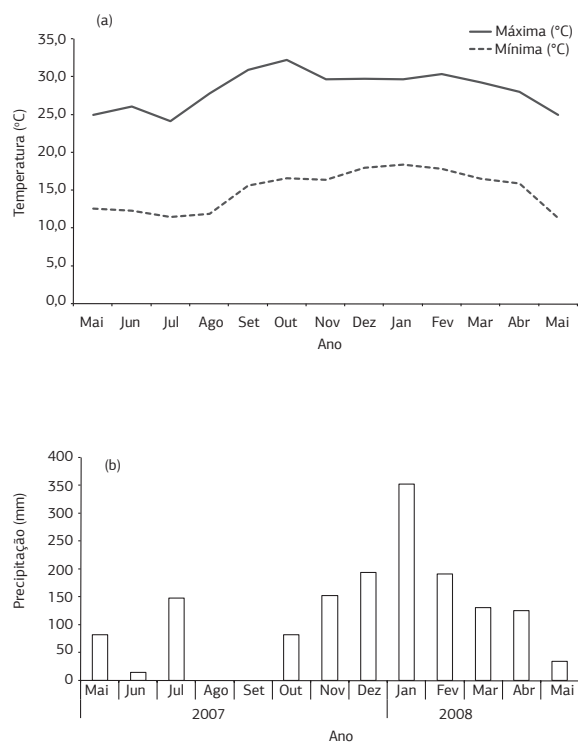 (a)
Máxima (°C)
Mínima (°C)
Temperatura (°C)
35,0
30,0
25,0
20,0
15,0
10,0
5,0
0,0
Mai Jun Jul Ago Set Out Nov Dez Jan Fev Mar Abr Mai
Ano
(b)
Precipitação (mm)
400
350
300
250
200
150
100
50
0
Mai Jun Jul Ago Set Out Nov Dez Jan Fev Mar Abr Mai
2007 2008
Ano